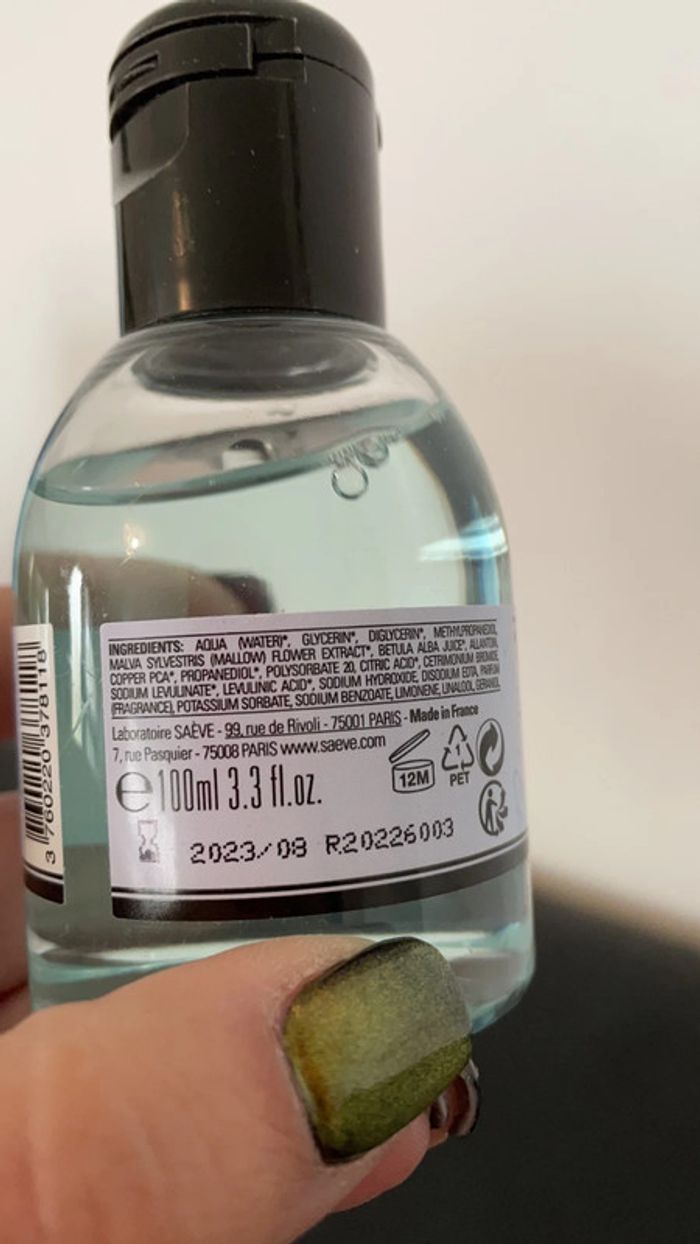 INGREDIENTS: AQUA (WATER)*, GLYCERIN*, DIGLYCERIN*, METHYLPROPANEDIOL,
MALVA SYLVESTRIS (MALLOW) FLOWER EXTRACT*, BETULA ALBA JUICE*, ALLANTOIN,
COPPER PCA*, PROPANEDIOL*, POLYSORBATE 20, CITRIC ACID*, CETRIMONIUM BROMIDE,
SODIUM LEVULINATE*, LEVULINIC ACID*, SODIUM HYDROXIDE, DISODIUM EDTA, PARFUM
(FRAGRANCE), POTASSIUM SORBATE, SODIUM BENZOATE, LIMONENE, LINALOOL, GERANIOL.
Laboratoire SAÈVE - 99, rue de Rivoli - 75001 PARIS - Made in France
7, rue Pasquier - 75008 PARIS www.saeve.com
12M
1
PET
e 100ml 3.3 fl.oz.
2023/08 R20226003
3 760220 378118